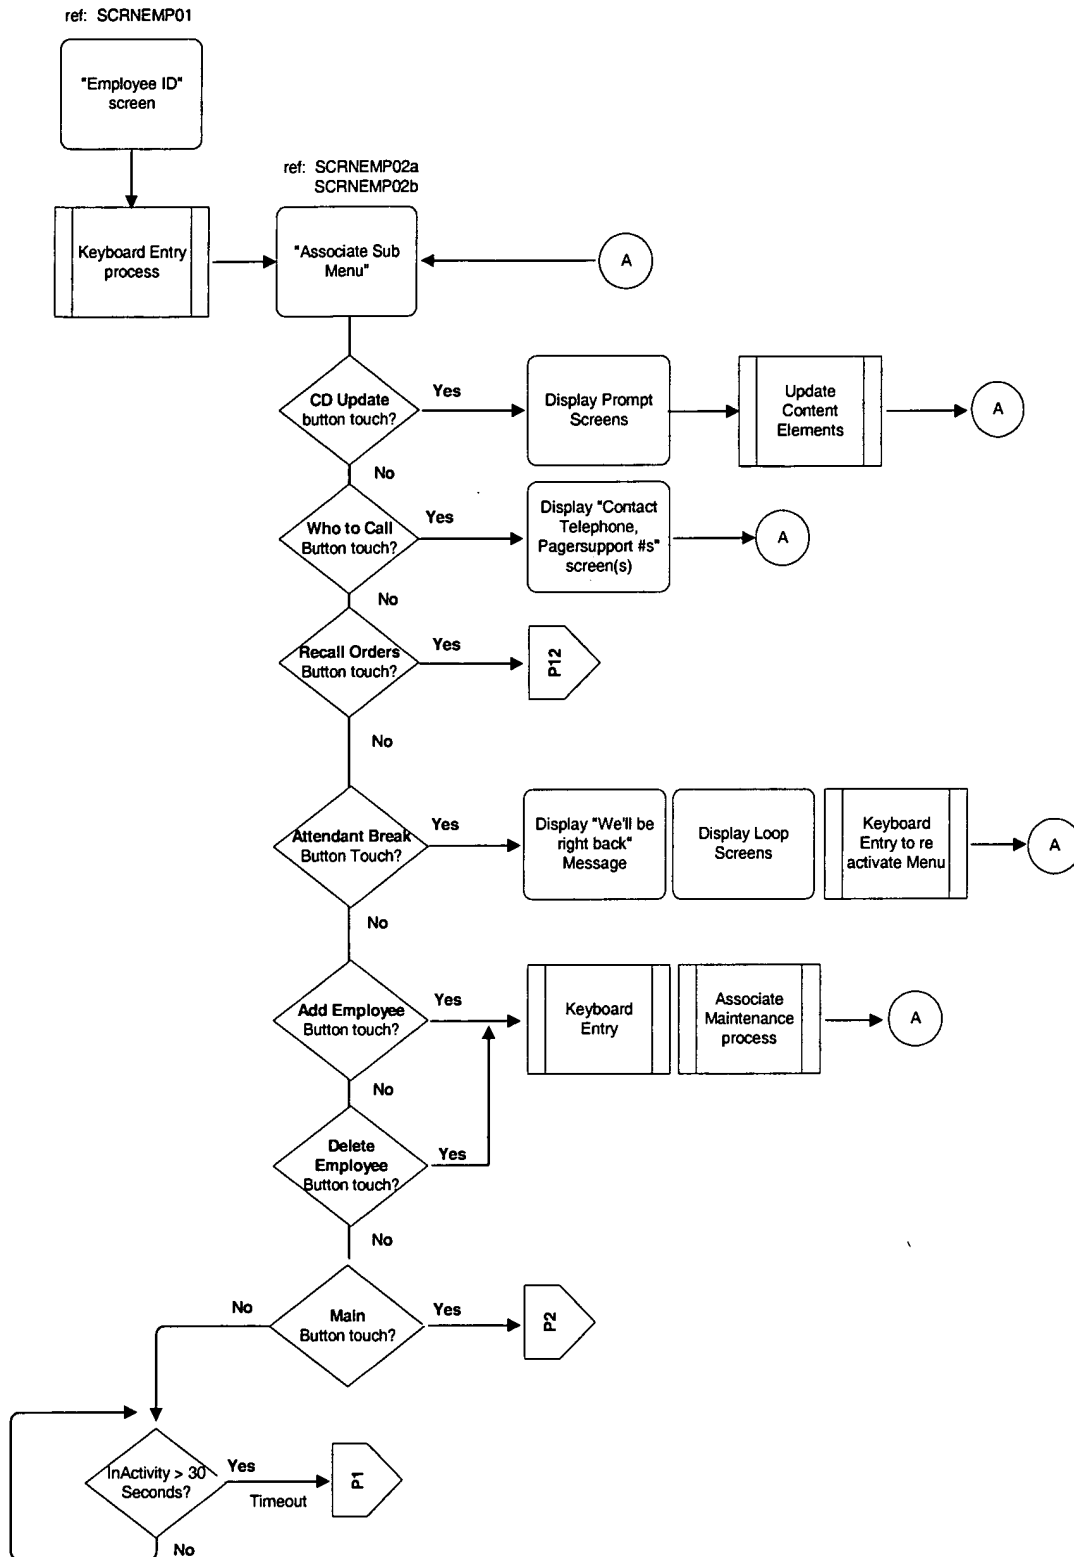 ref: SCRNEMP01
"Employee ID"
screen
ref: SCRNEMP02a
SCRNEMP02b
Keyboard Entry
process
"Associate Sub
Menu"
A
CD Update
button touch?
Yes
Display Prompt
Screens
Update
Content
Elements
A
No
Who to Call
Button touch?
Yes
Display "Contact
Telephone,
Pagersupport #s"
screen(s)
A
No
Recall Orders
Button touch?
Yes
P12
No
Attendant Break
Button Touch?
Yes
Display "We'll be
right back"
Message
Display Loop
Screens
Keyboard
Entry to re
activate Menu
A
No
Add Employee
Button touch?
Yes
Keyboard
Entry
Associate
Maintenance
process
A
No
Delete
Employee
Button touch?
Yes
No
Main
Button touch?
Yes
P2
No
InActivity > 30
Seconds?
Yes
Timeout
P1
No